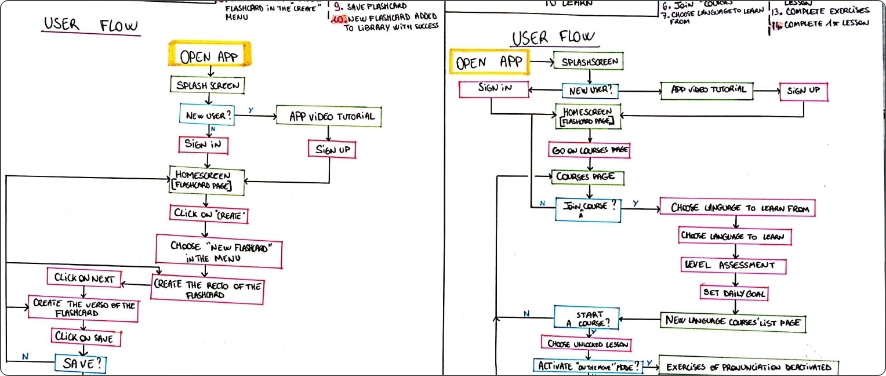 FLASHCARD IN THE CREATE"
MENU
9. SAVE FLASHCARD
10. NEW FLASHCARD ADDED
TO LIBRARY WITH SUCCESS
USER FLOW
OPEN APP
SPLASH SCREEN
NEW USER?
Y
APP VIDEO TUTORIAL
N
SIGN IN
SIGN UP
HOMESCREEN
[FLASHCARD PAGE]
CLICK ON "CREATE"
CHOOSE "NEW FLASHCARD"
IN THE MENU
CLICK ON NEXT
CREATE THE RECTO OF THE
FLASHCARD
CREATE THE VERSO OF THE
FLASHCARD
CLICK ON SAVE
N
SAVE?
TO LEARN
6. JOIN "COURSE"
7. CHOOSE LANGUAGE TO LEARN
FROM
LESSON
13. COMPLETE EXERCISES
14. COMPLETE 1st LESSON
USER FLOW
OPEN APP
SPLASHSCREEN
SIGN IN
NEW USER?
APP VIDEO TUTORIAL
SIGN UP
HOMESCREEN
[FLASHCARD PAGE]
GO ON COURSES PAGE
COURSES PAGE
N
JOIN A COURSE?
Y
CHOOSE LANGUAGE TO LEARN FROM
CHOOSE LANGUAGE TO LEARN
LEVEL ASSESSMENT
SET DAILY GOAL
N
START
A COURSE?
NEW LANGUAGE COURSES' LIST PAGE
Y
CHOOSE UNLOCKED LESSON
ACTIVATE "ON THE MOVE" MODE?
Y
EXERCISES OF PRONUNCIATION DEACTIVATED